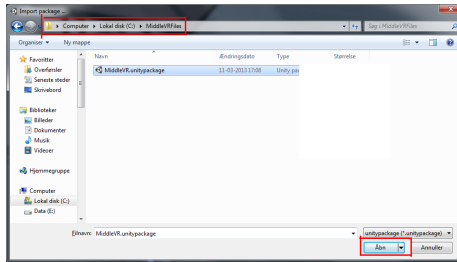 Import package ...
Computer ▸ Lokal disk (C:) ▸ MiddleVRFiles
Søg i MiddleVRFiles
Organiser ▾ Ny mappe
Navn Ændringsdato Type Størrelse
MiddleVR.unitypackage 11-03-2013 17:08 Unity pac
Favoritter
Overførsler
Seneste steder
Skrivebord
Biblioteker
Billeder
Dokumenter
Musik
Videoer
Hjemmegruppe
Computer
Lokal disk (C:)
Data (E:)
Filnavn: MiddleVR.unitypackage
unitypackage (*.unitypackage)
Åbn Annuller